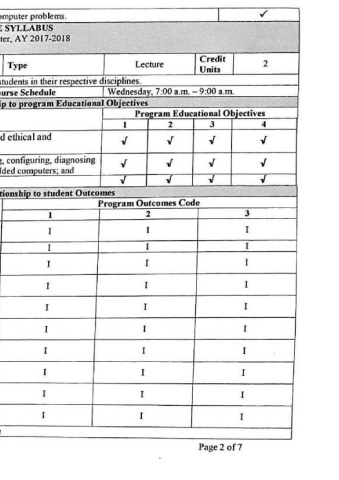 omputer problems. ✓
E SYLLABUS
ter, AY 2017-2018
Type Lecture Credit Units 2
students in their respective disciplines.
urse Schedule Wednesday, 7:00 a.m. – 9:00 a.m.
ip to program Educational Objectives
Program Educational Objectives
1 2 3 4
d ethical and √ √ √ √
g, configuring, diagnosing
dded computers; and √ √ √ √
√ √ √ √
tionship to student Outcomes
Program Outcomes Code
1 2 3
I I I
I I I
I I I
I I I
I I I
I I I
I I I
I I I
I I I
I I I
Page 2 of 7